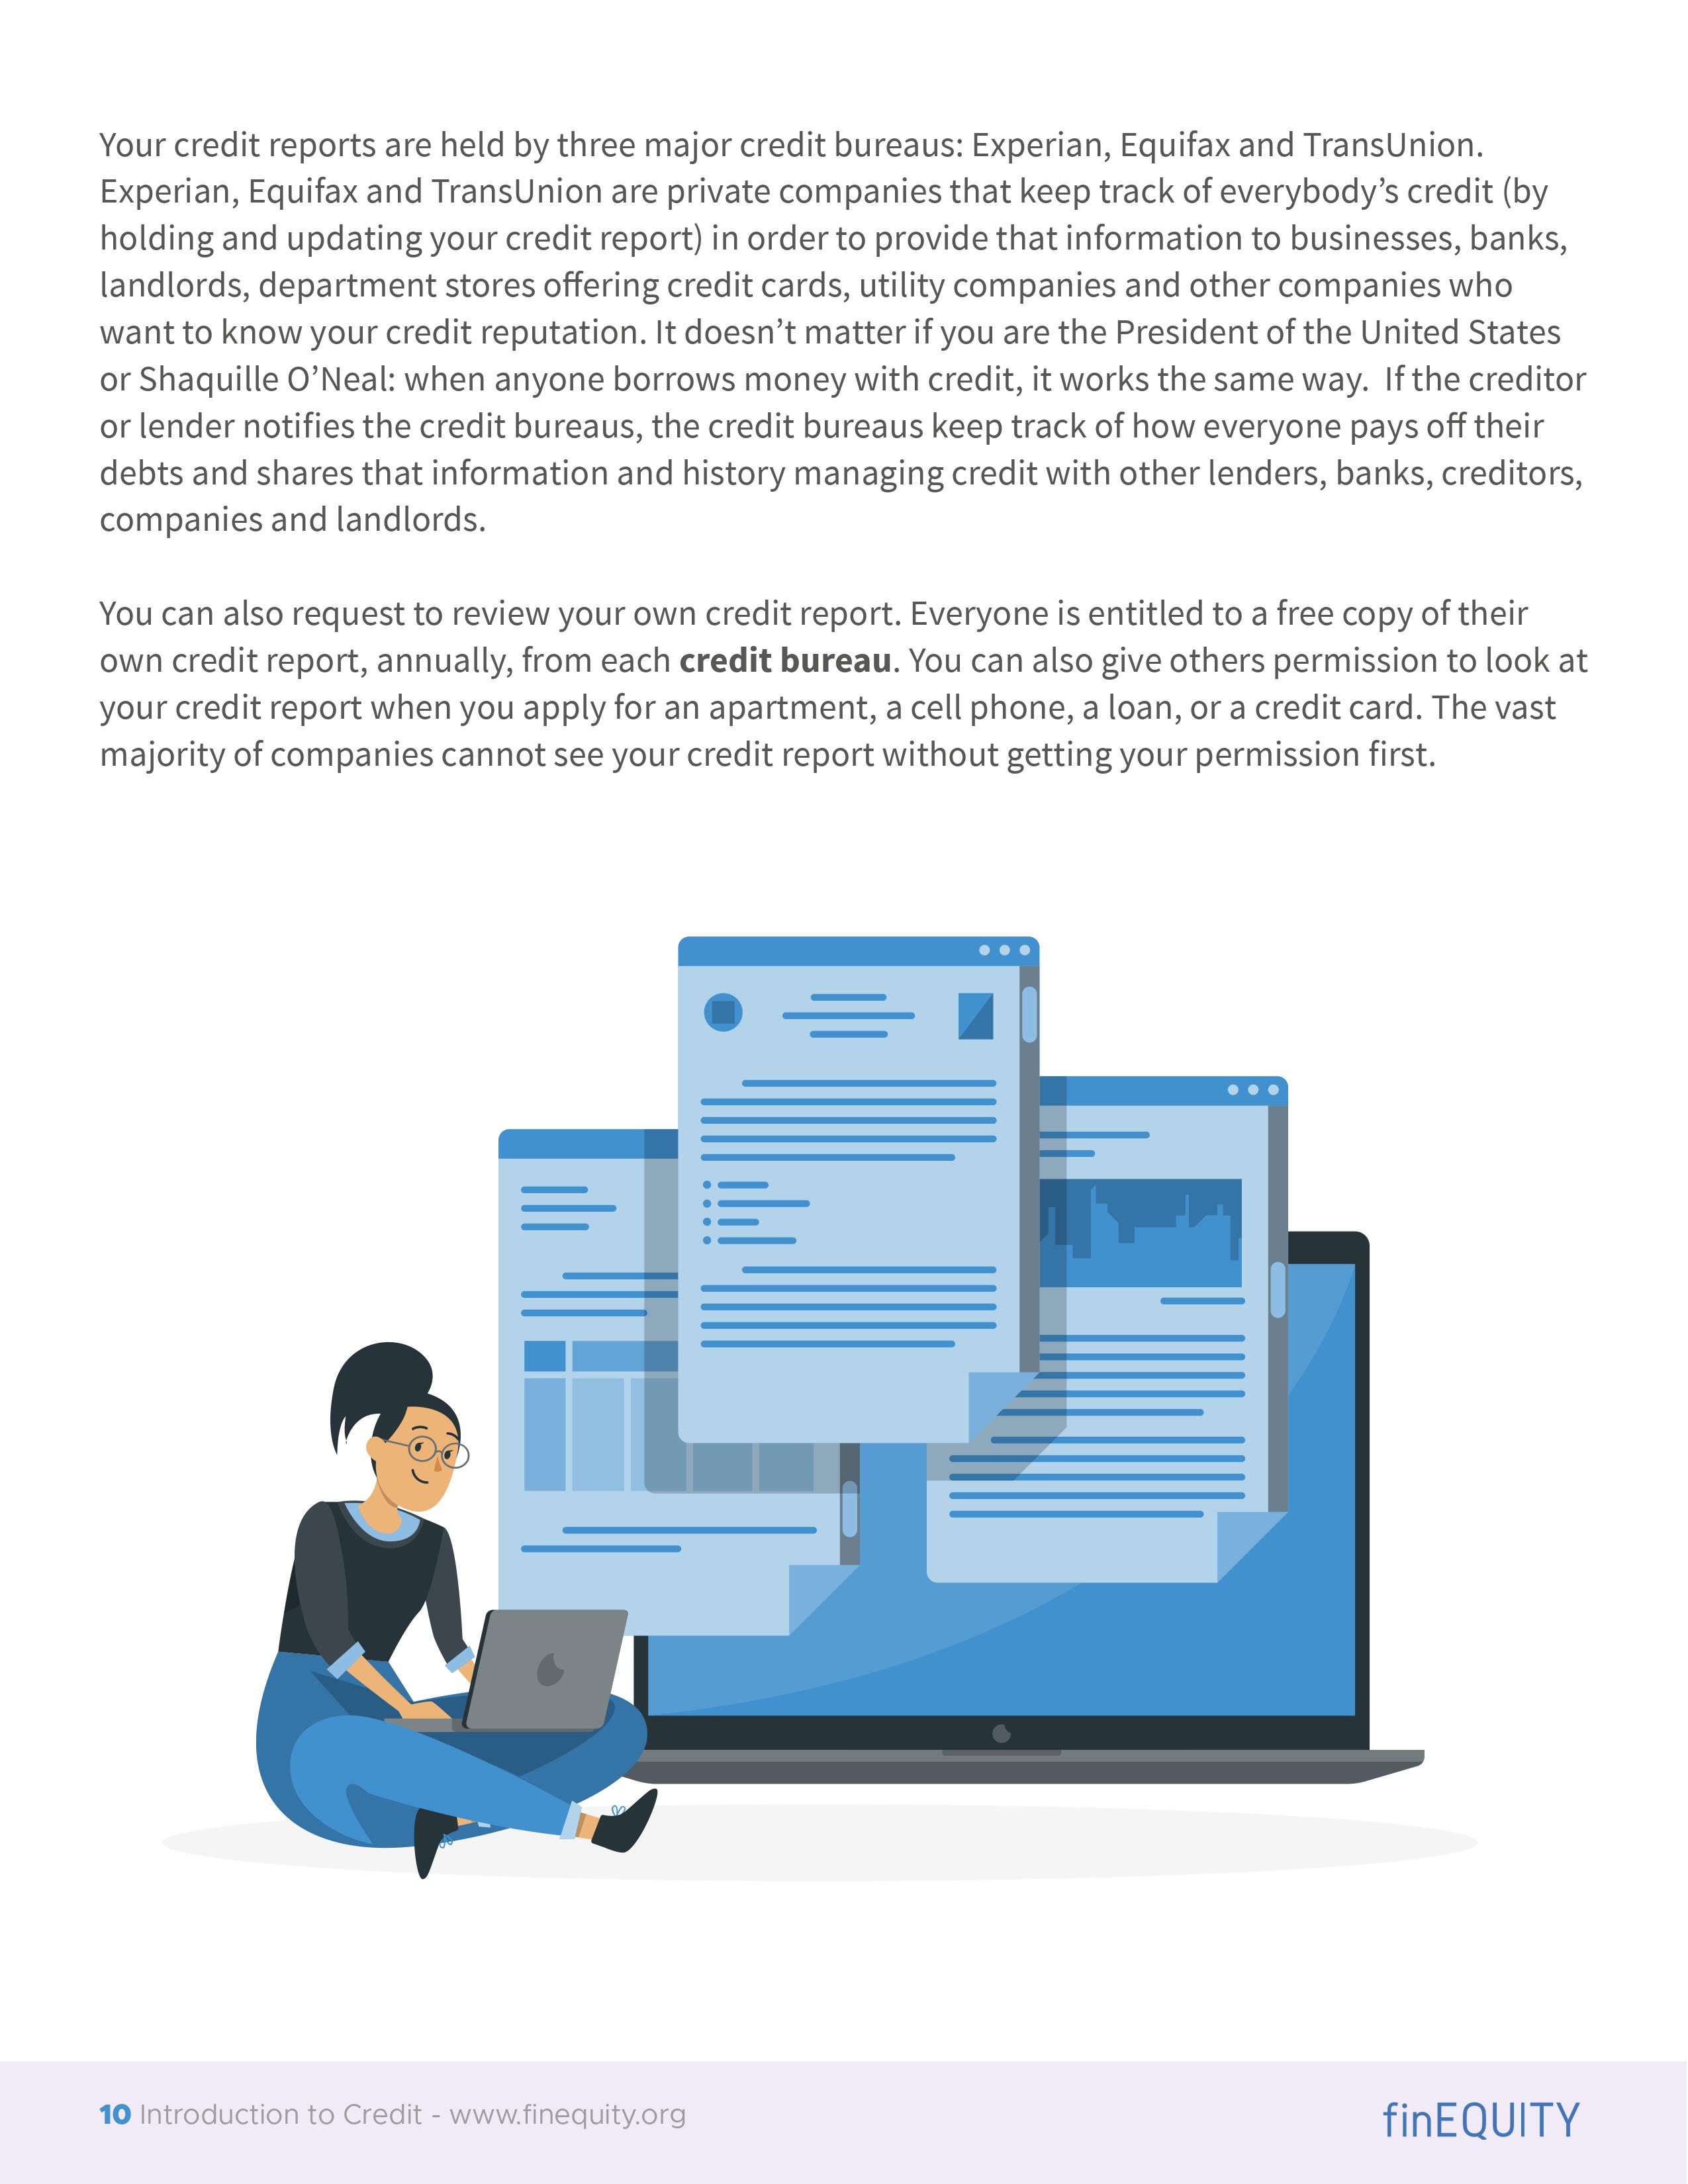 Your credit reports are held by three major credit bureaus: Experian, Equifax and TransUnion.
Experian, Equifax and TransUnion are private companies that keep track of everybody’s credit (by
holding and updating your credit report) in order to provide that information to businesses, banks,
landlords, department stores offering credit cards, utility companies and other companies who
want to know your credit reputation. It doesn’t matter if you are the President of the United States
or Shaquille O’Neal: when anyone borrows money with credit, it works the same way.  If the creditor
or lender notifies the credit bureaus, the credit bureaus keep track of how everyone pays off their
debts and shares that information and history managing credit with other lenders, banks, creditors,
companies and landlords.
You can also request to review your own credit report. Everyone is entitled to a free copy of their
own credit report, annually, from each credit bureau. You can also give others permission to look at
your credit report when you apply for an apartment, a cell phone, a loan, or a credit card. The vast
majority of companies cannot see your credit report without getting your permission first.
10 Introduction to Credit - www.finequity.org
finEQUITY